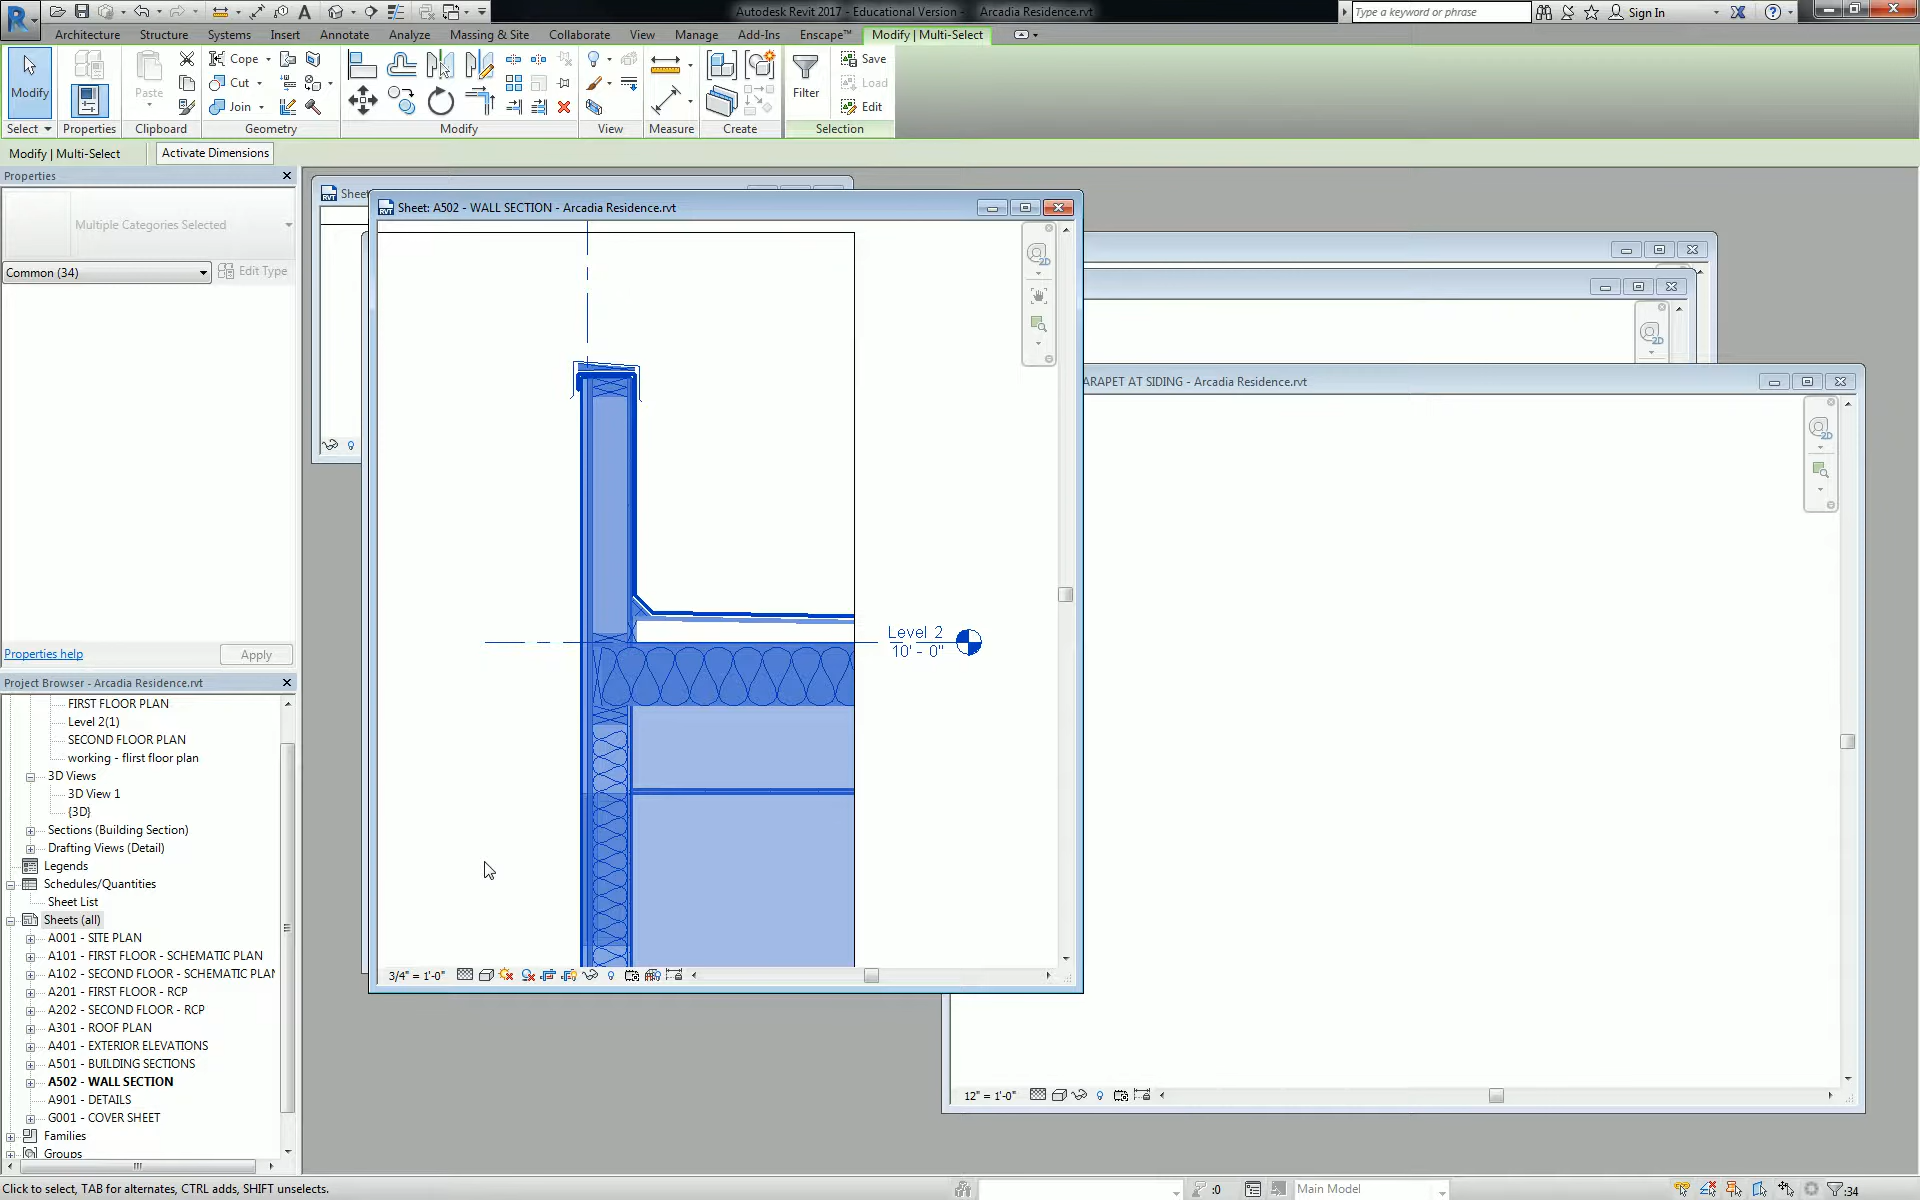 Autodesk Revit 2017 - Educational Version - Arcadia Residence.rvt
Type a keyword or phrase
Sign In
Architecture Structure Systems Insert Annotate Analyze Massing & Site Collaborate View Manage Add-Ins Enscape™ Modify | Multi-Select
Modify
Paste
Cope
Cut
Join
Filter
Save
Load
Edit
Select Properties Clipboard Geometry Modify View Measure Create Selection
Modify | Multi-Select
Activate Dimensions
Properties
Multiple Categories Selected
Common (34)
Edit Type
Properties help
Apply
Project Browser - Arcadia Residence.rvt
FIRST FLOOR PLAN
Level 2(1)
SECOND FLOOR PLAN
working - flirst floor plan
3D Views
3D View 1
{3D}
Sections (Building Section)
Drafting Views (Detail)
Legends
Schedules/Quantities
Sheet List
Sheets (all)
A001 - SITE PLAN
A101 - FIRST FLOOR - SCHEMATIC PLAN
A102 - SECOND FLOOR - SCHEMATIC PLAN
A201 - FIRST FLOOR - RCP
A202 - SECOND FLOOR - RCP
A301 - ROOF PLAN
A401 - EXTERIOR ELEVATIONS
A501 - BUILDING SECTIONS
A502 - WALL SECTION
A901 - DETAILS
G001 - COVER SHEET
Families
Groups
Sheet
Sheet: A502 - WALL SECTION - Arcadia Residence.rvt
2D
Level 2
10' - 0"
3/4" = 1'-0"
2D
ARAPET AT SIDING - Arcadia Residence.rvt
2D
12" = 1'-0"
Click to select, TAB for alternates, CTRL adds, SHIFT unselects.
:0
Main Model
:34